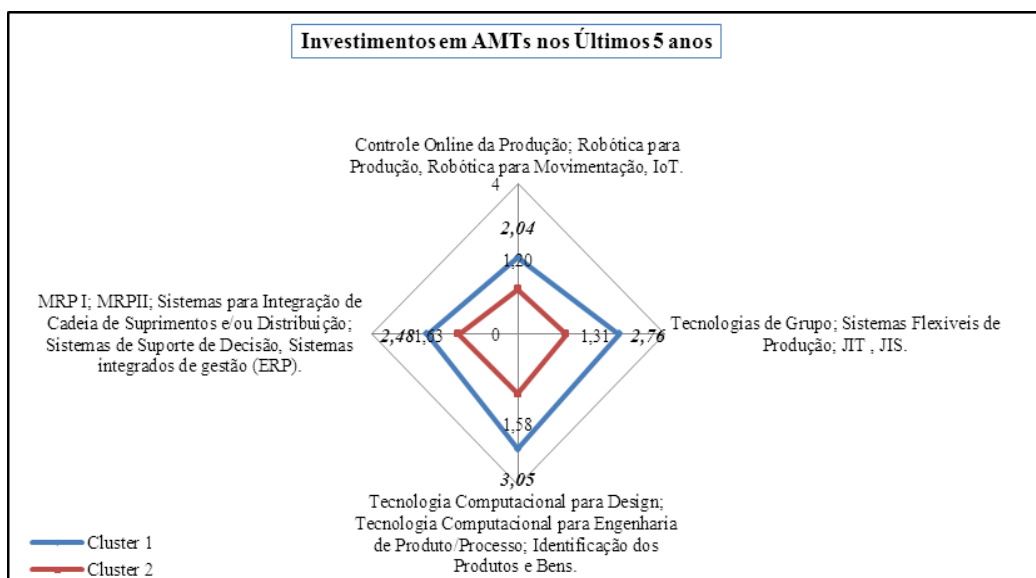 Investimentos em AMTs nos Últimos 5 anos
Controle Online da Produção; Robótica para
Produção, Robótica para Movimentação, IoT.
4
2,04
1,20
MRP I; MRPII; Sistemas para Integração de
Cadeia de Suprimentos e/ou Distribuição;
Sistemas de Suporte de Decisão, Sistemas
integrados de gestão (ERP).
2,48 1,63 0 1,31 2,76
Tecnologias de Grupo; Sistemas Flexiveis de
Produção; JIT , JIS.
1,58
3,05
Tecnologia Computacional para Design;
Tecnologia Computacional para Engenharia
de Produto/Processo; Identificação dos
Produtos e Bens.
Cluster 1
Cluster 2